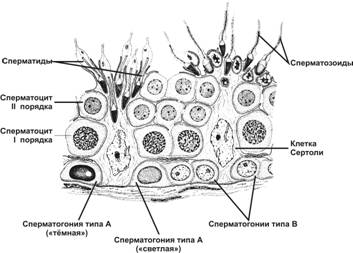 Сперматиды
Сперматозоиды
Сперматоцит
II порядка
Сперматоцит
I порядка
Клетка
Сертоли
Сперматогония типа А
(«тёмная»)
Сперматогония типа А
(«светлая»)
Сперматогонии типа В